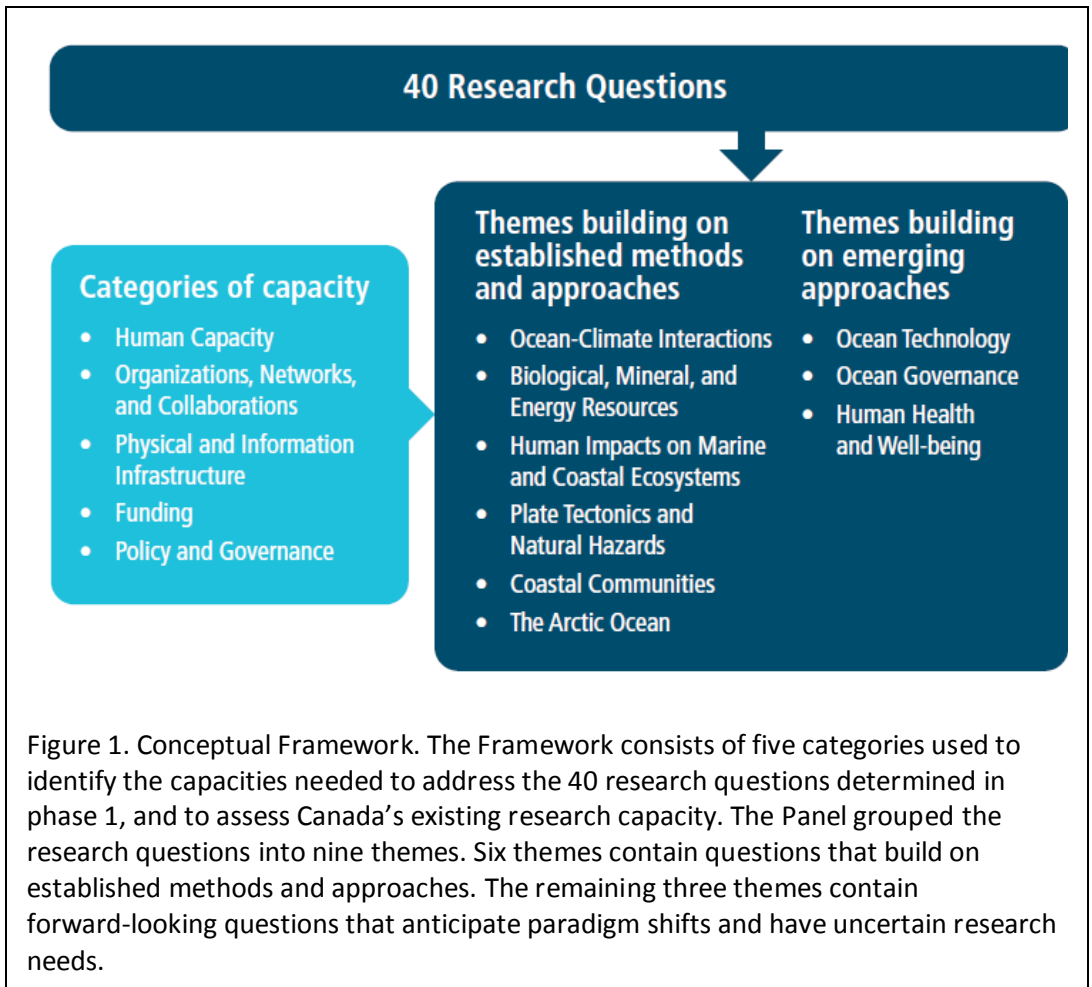 40 Research Questions
Categories of capacity
• Human Capacity
• Organizations, Networks,
and Collaborations
• Physical and Information
Infrastructure
• Funding
• Policy and Governance
Themes building on
established methods
and approaches
• Ocean-Climate Interactions
• Biological, Mineral, and
Energy Resources
• Human Impacts on Marine
and Coastal Ecosystems
• Plate Tectonics and
Natural Hazards
• Coastal Communities
• The Arctic Ocean
Themes building
on emerging
approaches
• Ocean Technology
• Ocean Governance
• Human Health
and Well-being
Figure 1. Conceptual Framework. The Framework consists of five categories used to
identify the capacities needed to address the 40 research questions determined in
phase 1, and to assess Canada’s existing research capacity. The Panel grouped the
research questions into nine themes. Six themes contain questions that build on
established methods and approaches. The remaining three themes contain
forward-looking questions that anticipate paradigm shifts and have uncertain research
needs.